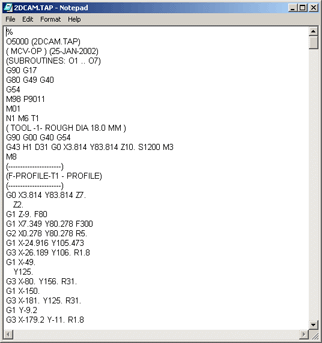 2DCAM.TAP - Notepad
File Edit Format Help
%
O5000 (2DCAM.TAP)
( MCV-OP ) (25-JAN-2002)
(SUBROUTINES: O1 .. O7)
G90 G17
G80 G49 G40
G54
M98 P9011
M01
N1 M6 T1
( TOOL -1- ROUGH DIA 18.0 MM )
G90 G00 G40 G54
G43 H1 D31 G0 X3.814 Y83.814 Z10. S1200 M3
M8
(---------------------)
(F-PROFILE-T1 - PROFILE)
(---------------------)
G0 X3.814 Y83.814 Z7.
Z2.
G1 Z-9. F80
G1 X7.349 Y80.278 F300
G2 X0.278 Y80.278 R5.
G1 X-24.916 Y105.473
G3 X-26.189 Y106. R1.8
G1 X-49.
Y125.
G3 X-80. Y156. R31.
G1 X-150.
G3 X-181. Y125. R31.
G1 Y-9.2
G3 X-179.2 Y-11. R1.8